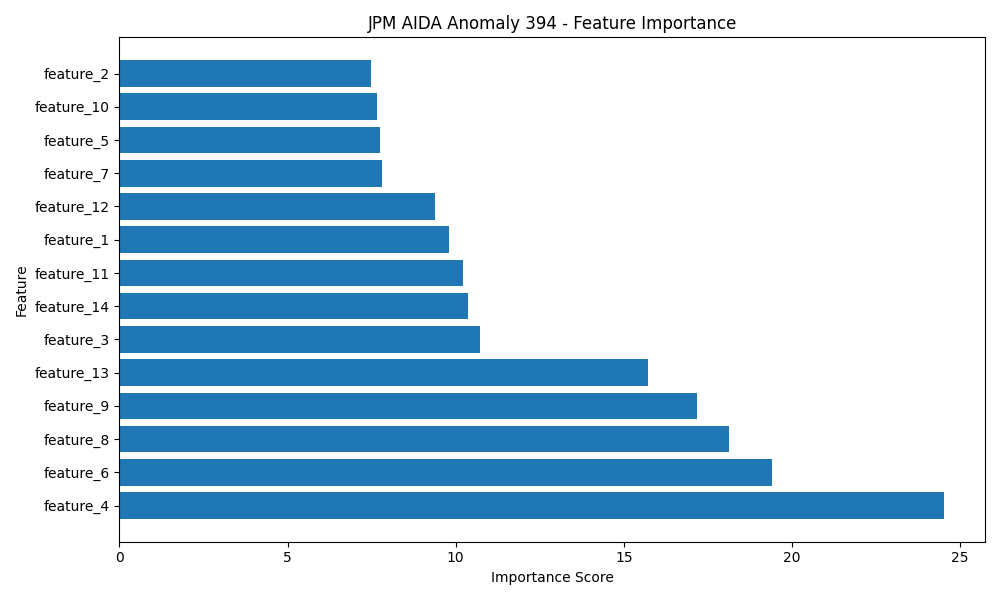 JPM AIDA Anomaly 394 - Feature Importance
Feature
feature_2
feature_10
feature_5
feature_7
feature_12
feature_1
feature_11
feature_14
feature_3
feature_13
feature_9
feature_8
feature_6
feature_4
0 5 10 15 20 25
Importance Score